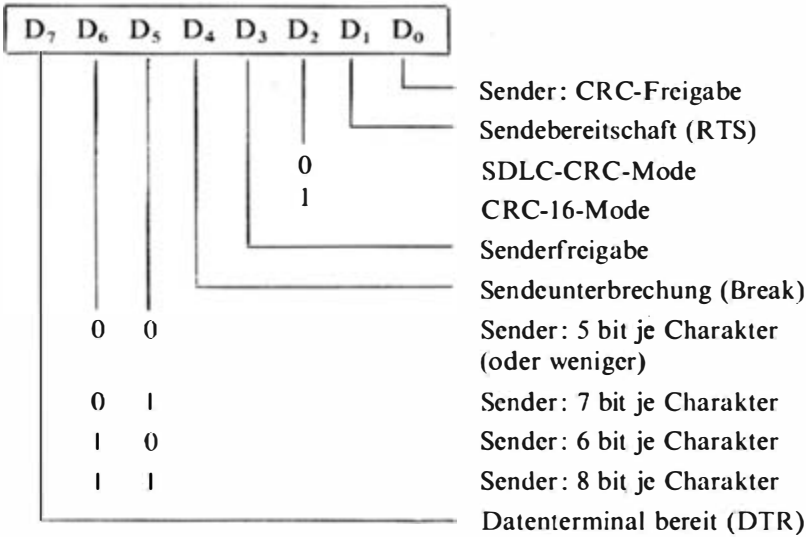 D₇ D₆ D₅ D₄ D₃ D₂ D₁ D₀
Sender: CRC-Freigabe
Sendebereitschaft (RTS)
0 SDLC-CRC-Mode
1 CRC-16-Mode
Senderfreigabe
Sendeunterbrechung (Break)
0 0 Sender: 5 bit je Charakter
(oder weniger)
0 1 Sender: 7 bit je Charakter
1 0 Sender: 6 bit je Charakter
1 1 Sender: 8 bit je Charakter
Datenterminal bereit (DTR)